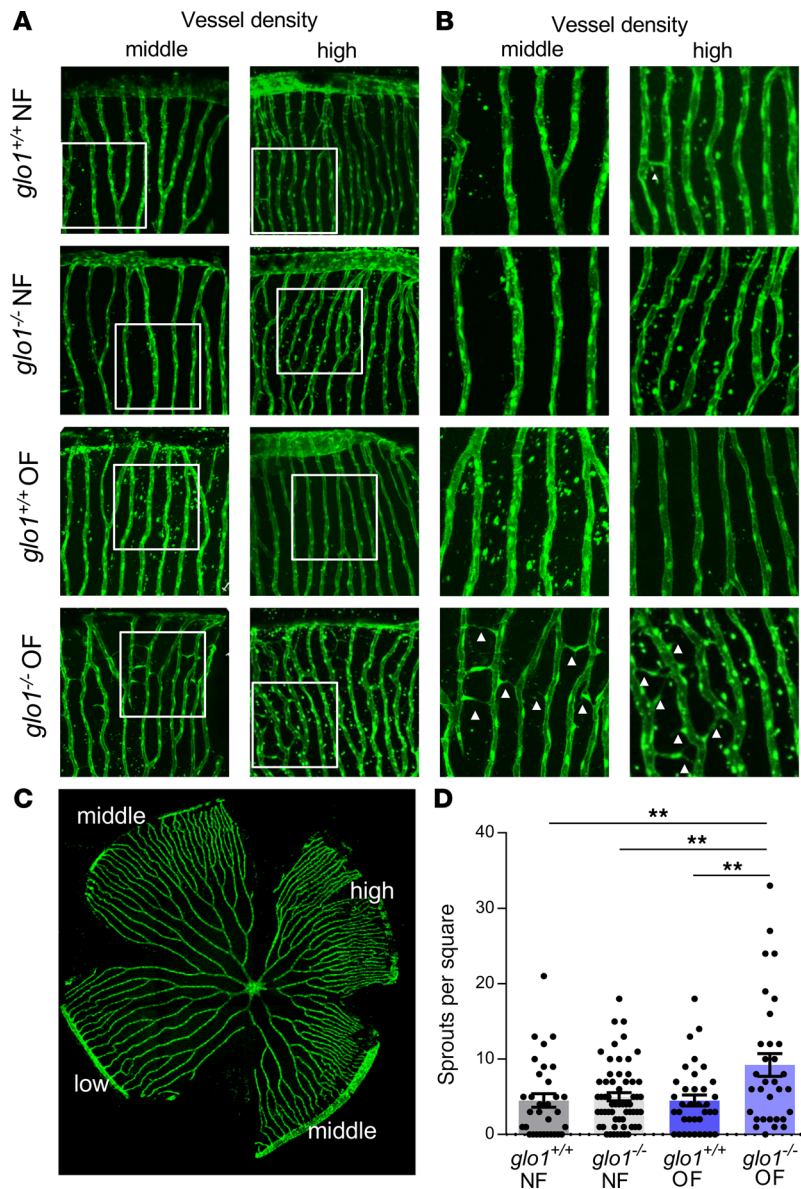 A
Vessel density
middle high
B
Vessel density
middle high
glo1+/+ NF
glo1-/- NF
glo1+/+ OF
glo1-/- OF
C
middle
high
low
middle
D
** 
**
**
Sprouts per square
40
30
20
10
0
glo1+/+ NF
glo1-/- NF
glo1+/+ OF
glo1-/- OF